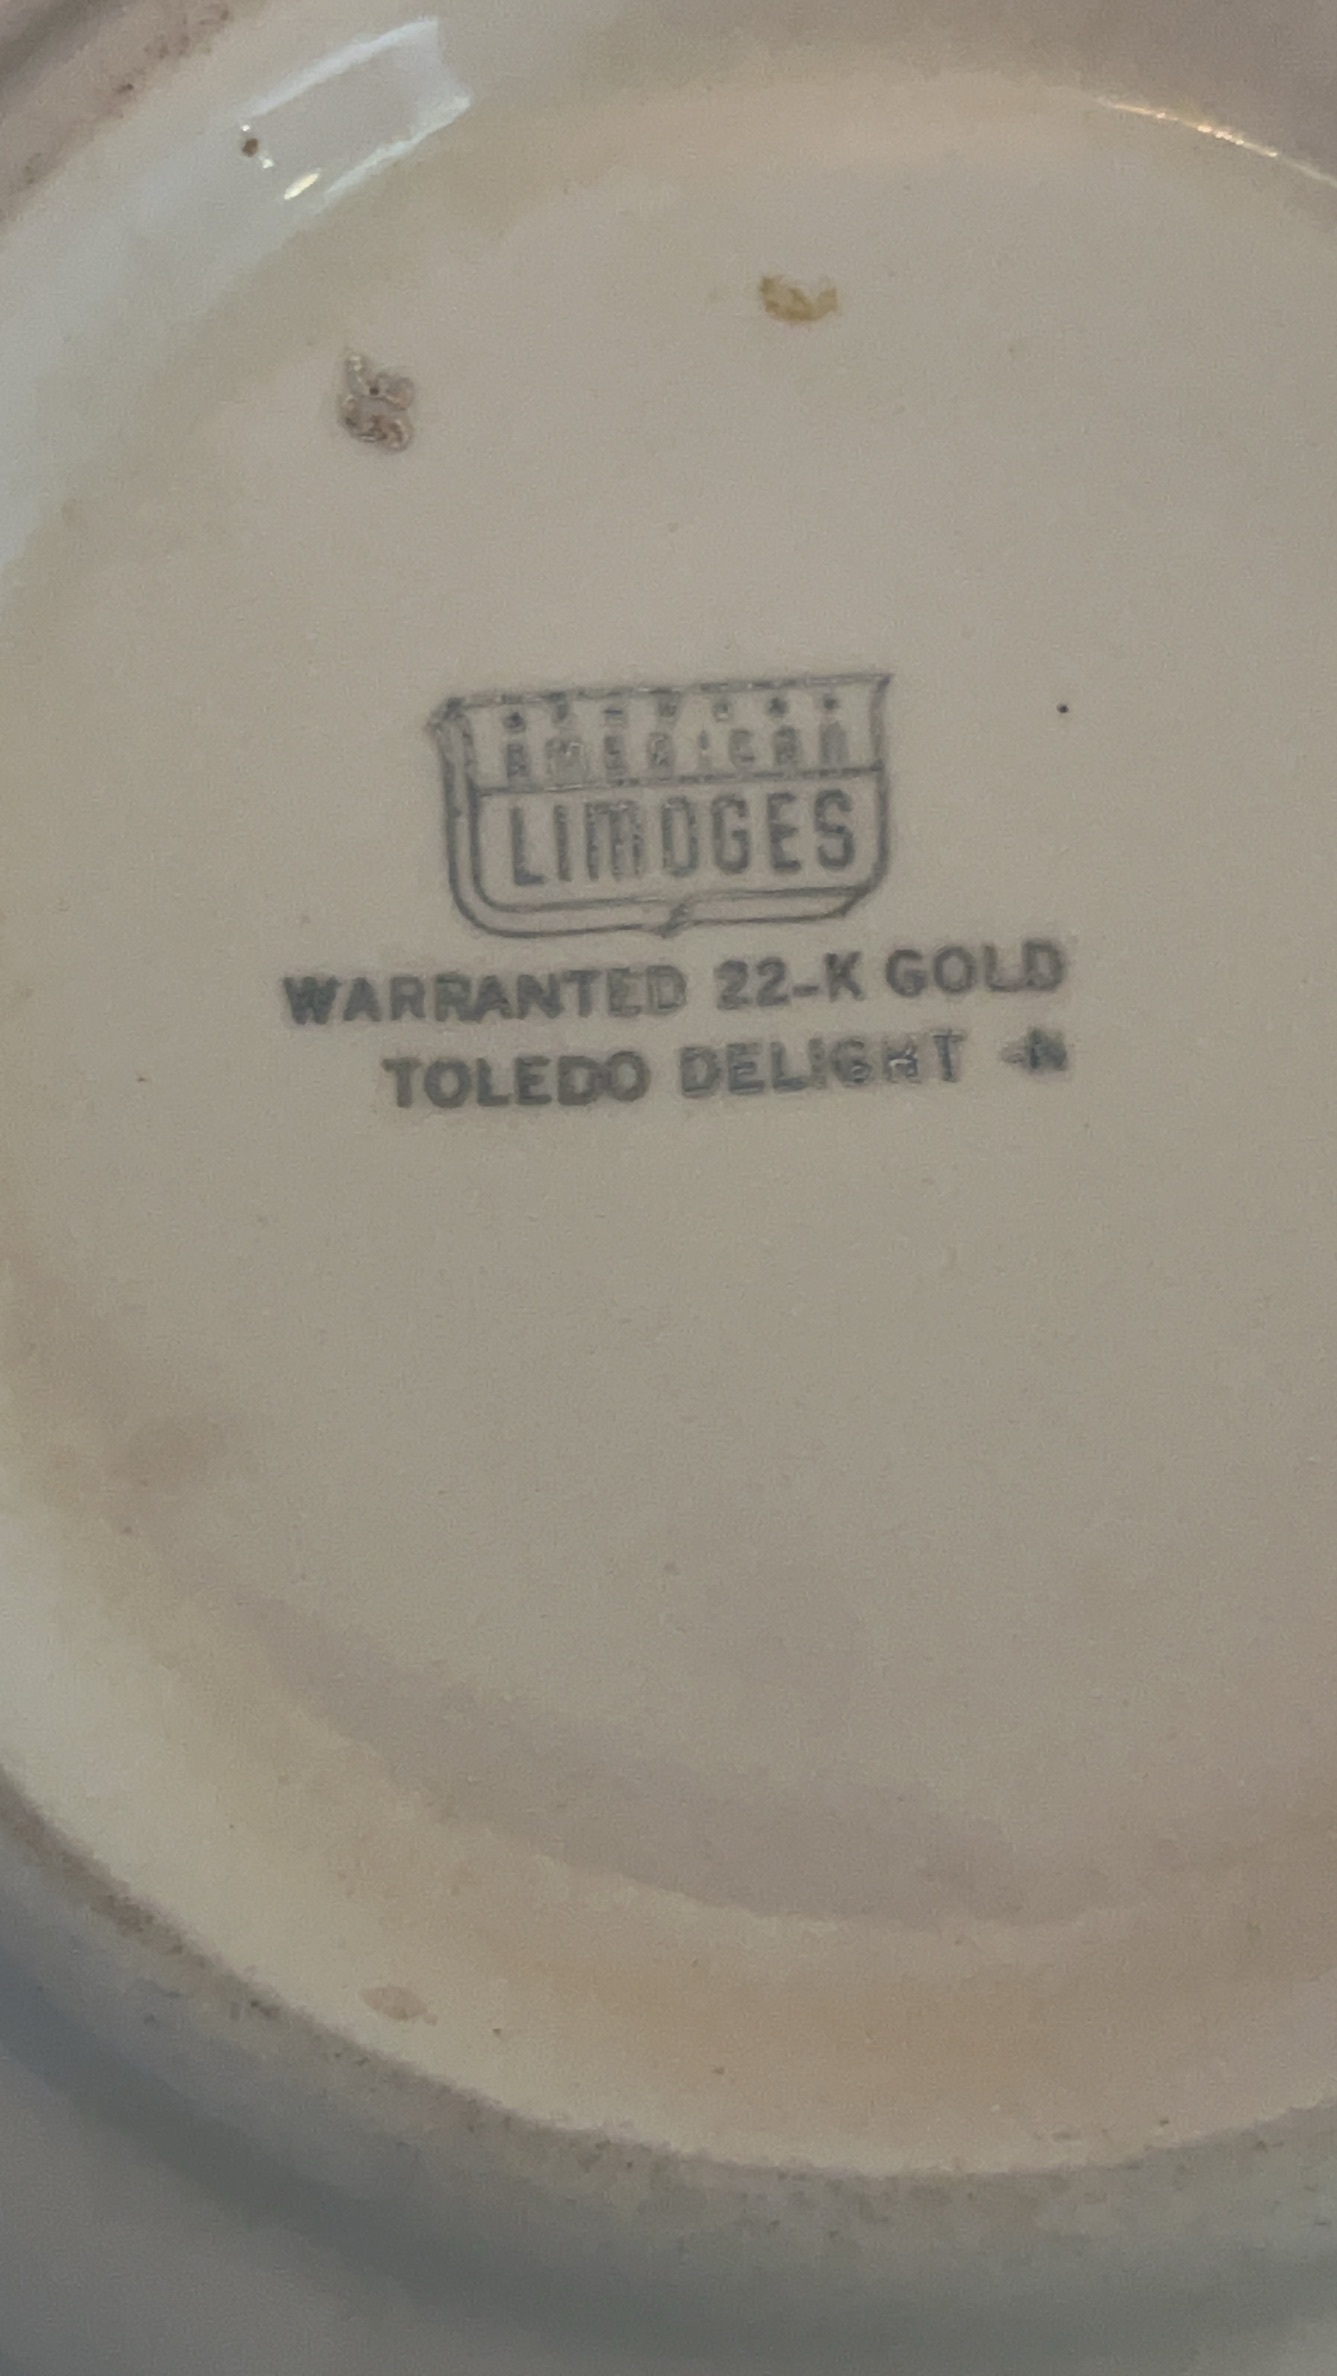 american
LIMOGES
WARRANTED 22-K GOLD
TOLEDO DELIGHT